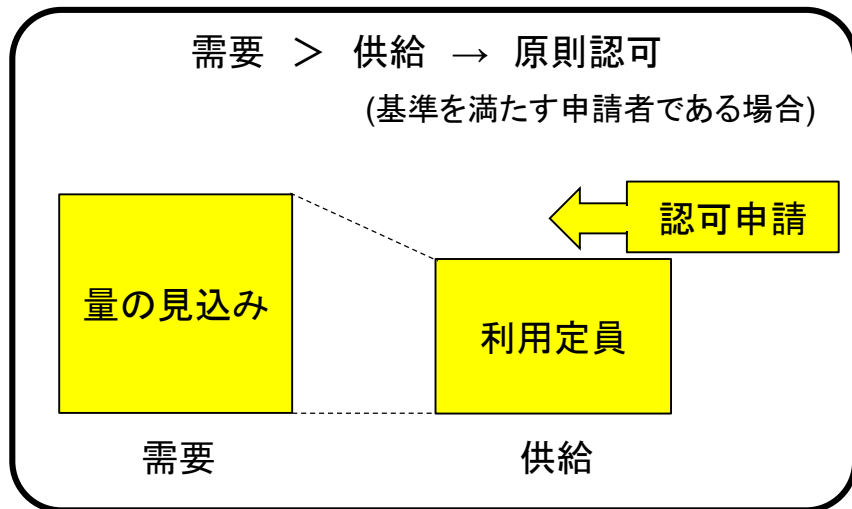 需要 ＞ 供給 → 原則認可
(基準を満たす申請者である場合)
認可申請
量の見込み
利用定員
需要
供給